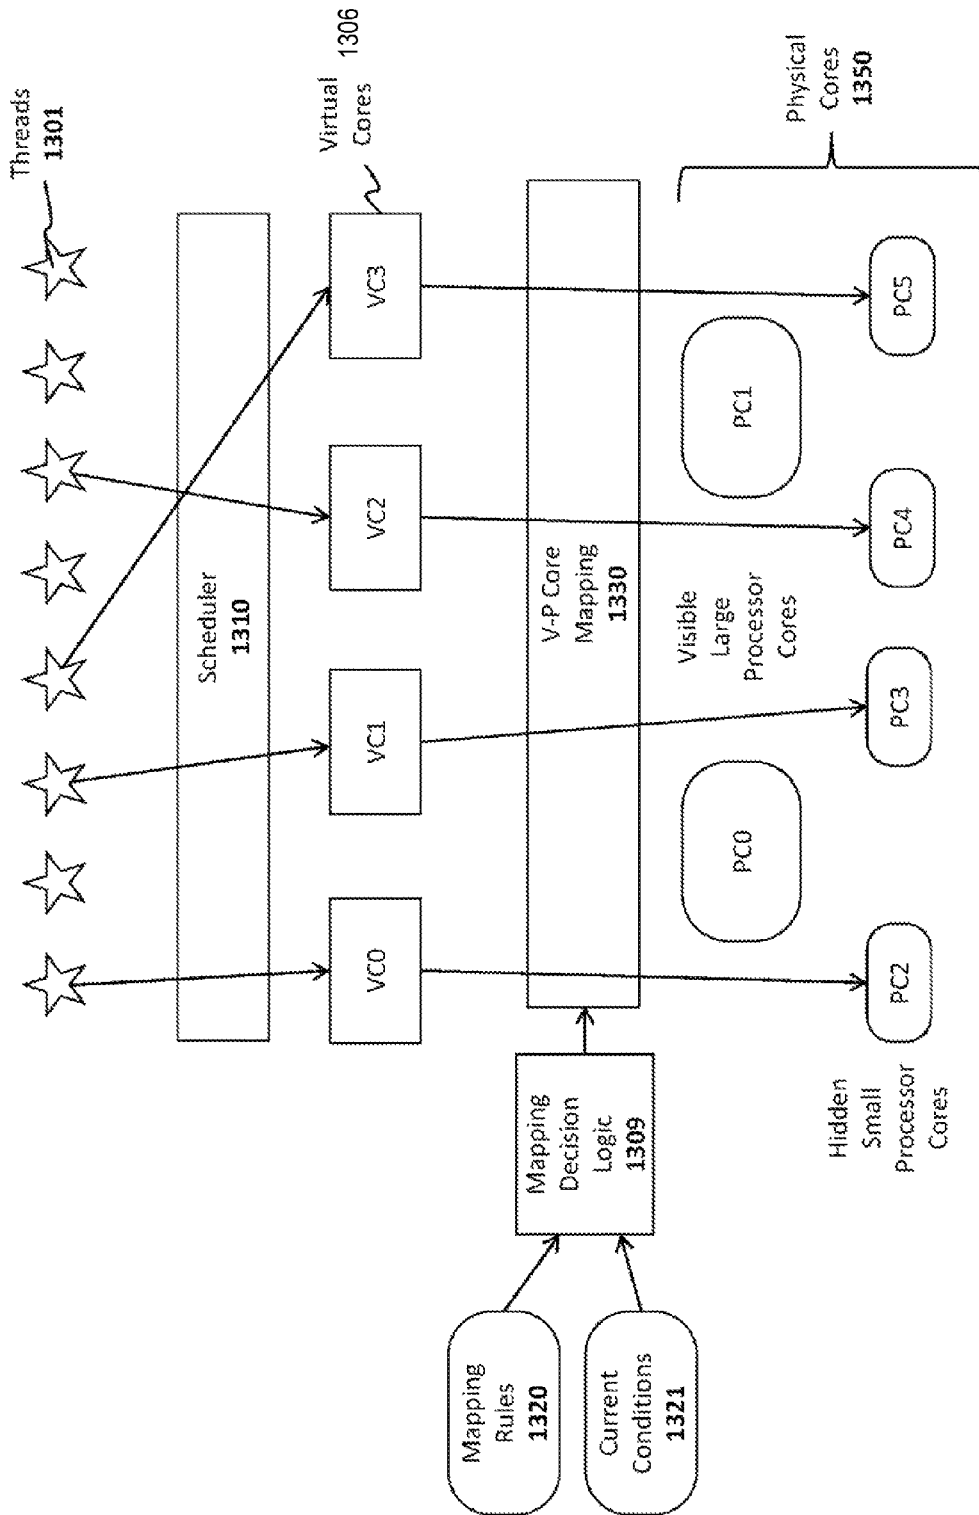 Threads
1301
Scheduler
1310
Virtual
Cores
1306
VC0
VC1
VC2
VC3
Mapping
Rules
1320
Current
Conditions
1321
Mapping
Decision
Logic
1309
V-P Core
Mapping
1330
Visible
Large
Processor
Cores
PC0
PC1
Physical
Cores
1350
Hidden
Small
Processor
Cores
PC2
PC3
PC4
PC5